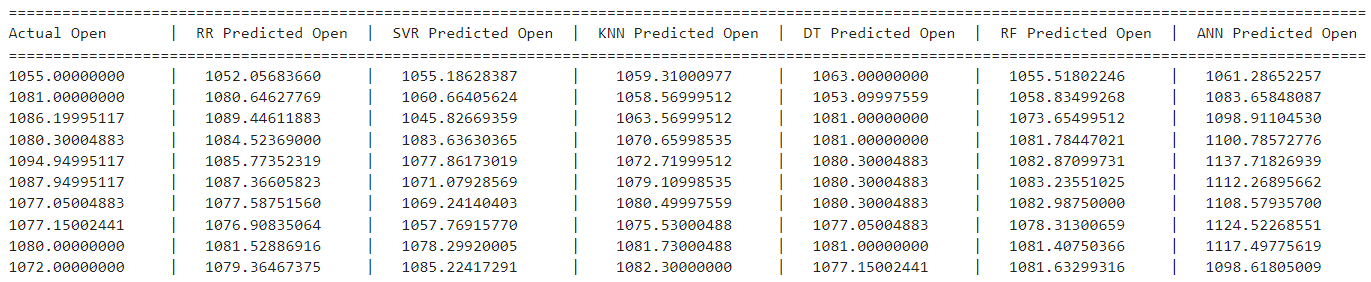 ====================================================================================================================================================================
Actual Open | RR Predicted Open | SVR Predicted Open | KNN Predicted Open | DT Predicted Open | RF Predicted Open | ANN Predicted Open
====================================================================================================================================================================
1055.00000000 | 1052.05683660 | 1055.18628387 | 1059.31000977 | 1063.00000000 | 1055.51802246 | 1061.28652257
1081.00000000 | 1080.64627769 | 1060.66405624 | 1058.56999512 | 1053.09997559 | 1058.83499268 | 1083.65848087
1086.19995117 | 1089.44611883 | 1045.82669359 | 1063.56999512 | 1081.00000000 | 1073.65499512 | 1098.91104530
1080.30004883 | 1084.52369000 | 1083.63630365 | 1070.65998535 | 1081.00000000 | 1081.78447021 | 1100.78572776
1094.94995117 | 1085.77352319 | 1077.86173019 | 1072.71999512 | 1080.30004883 | 1082.87099731 | 1137.71826939
1087.94995117 | 1087.36605823 | 1071.07928569 | 1079.10998535 | 1080.30004883 | 1083.23551025 | 1112.26895662
1077.05004883 | 1077.58751560 | 1069.24140403 | 1080.49997559 | 1080.30004883 | 1082.98750000 | 1108.57935700
1077.15002441 | 1076.90835064 | 1057.76915770 | 1075.53000488 | 1077.05004883 | 1078.31300659 | 1124.52268551
1080.00000000 | 1081.52886916 | 1078.29920005 | 1081.73000488 | 1081.00000000 | 1081.40750366 | 1117.49775619
1072.00000000 | 1079.36467375 | 1085.22417291 | 1082.30000000 | 1077.15002441 | 1081.63299316 | 1098.61805009